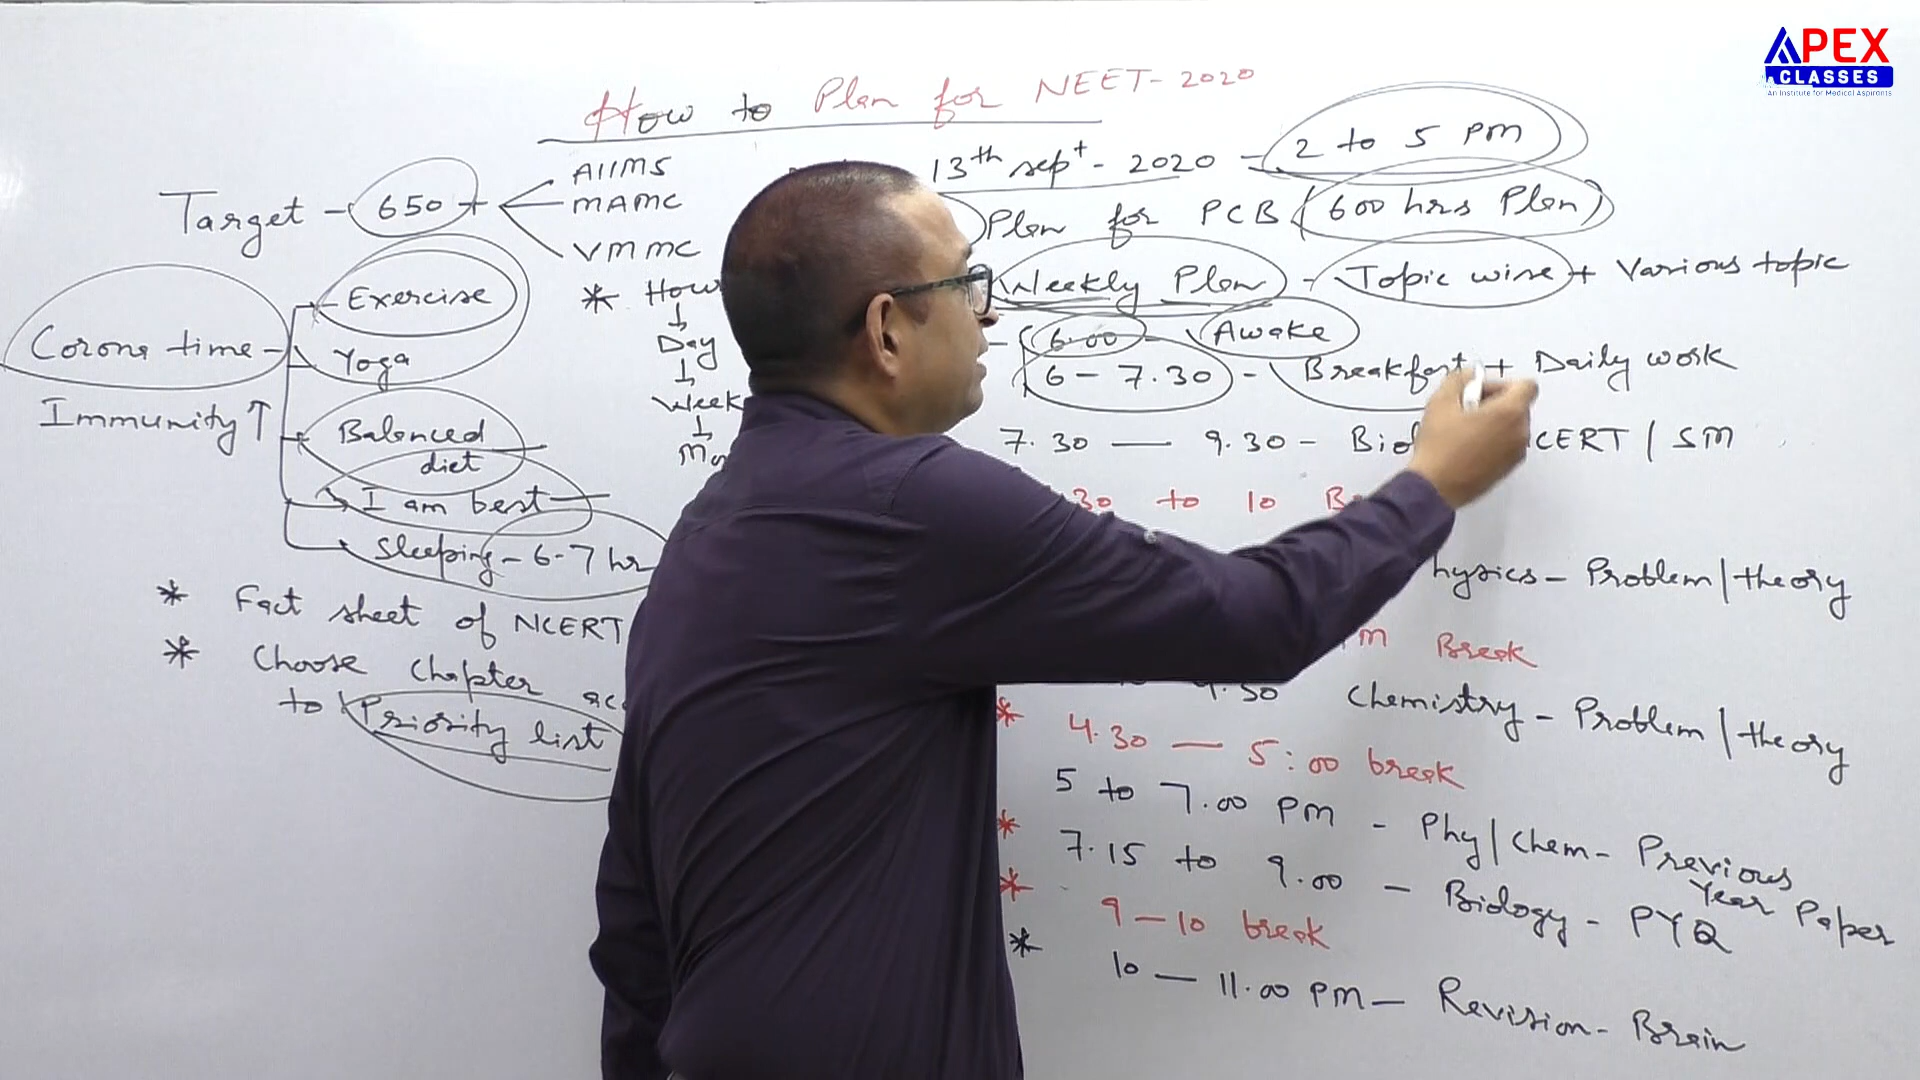 APEX
CLASSES
An Institute for Medical Aspirants
How to Plan for NEET-2020
Target - 650 +
AIIMS
MAMC
VMMC
Corona time -
Immunity ↑
Exercise
Yoga
Balanced
diet
I am best
Sleeping - 6-7 hr
* Fact sheet of NCERT
* Choose chapter
to Priority list
* How
↓
Day
↓
Week
↓
13th sept - 2020 - 2 to 5 pm
Plan for PCB (600 hrs Plan)
Weekly Plan - Topic wise + Various topic
- 6.00 - Awake
6 - 7.30 - Breakfast + Daily work
7.30 — 9.30 - NCERT / SM
30 to 10
Problem / theory
Break
Chemistry - Problem / theory
* 4.30 — 5:00 break
5 to 7.00 PM - Phy / Chem - Previous
Year Paper
* 7.15 to 9.00 - Biology - PYQ
* 9 - 10 break
* 10 — 11.00 PM - Revision - Brain